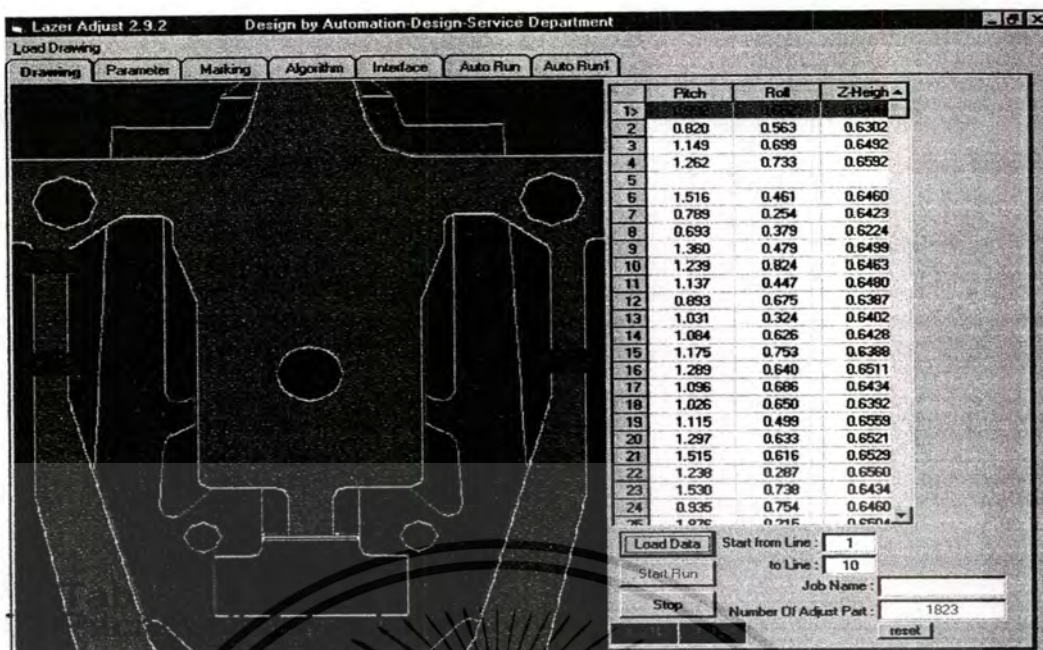 Lazer Adjust 2.9.2 Design by Automation-Design-Service Department
Load Drawing
Drawing Parameter Marking Algorithm Interface Auto Run Auto Run1
Pitch Roll Z-Heigh
1>
2 0.820 0.563 0.6302
3 1.149 0.699 0.6492
4 1.262 0.733 0.6592
5
6 1.516 0.461 0.6460
7 0.789 0.254 0.6423
8 0.693 0.379 0.6224
9 1.360 0.479 0.6499
10 1.239 0.824 0.6463
11 1.137 0.447 0.6480
12 0.893 0.675 0.6387
13 1.031 0.324 0.6402
14 1.084 0.626 0.6428
15 1.175 0.753 0.6388
16 1.289 0.640 0.6511
17 1.096 0.686 0.6434
18 1.026 0.650 0.6392
19 1.115 0.499 0.6559
20 1.297 0.633 0.6521
21 1.515 0.616 0.6529
22 1.238 0.287 0.6560
23 1.530 0.738 0.6434
24 0.935 0.754 0.6460
Load Data Start from Line : 1
to Line : 10
Start Run
Job Name :
Stop Number Of Adjust Part : 1823
reset